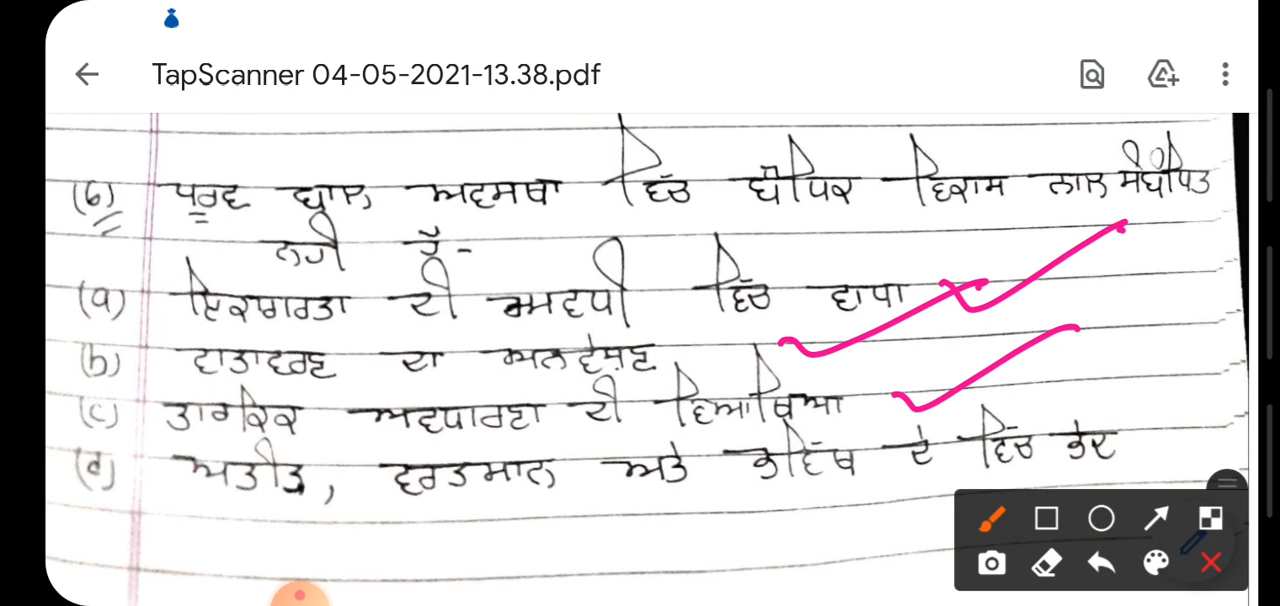 TapScanner 04-05-2021-13.38.pdf
(6) ਪੂਰਵ ਬਾਲ ਅਵਸਥਾ ਵਿੱਚ ਬੌਧਿਕ ਵਿਕਾਸ ਨਾਲ ਸੰਬੰਧਿਤ
ਨਹੀ ਹੈ-
(a) ਇਕਾਗਰਤਾ ਦੀ ਅਵਧੀ ਵਿੱਚ ਵਾਧਾ
(b) ਵਾਤਾਵਰਣ ਦਾ ਅਨਵੇਸ਼ਣ
(c) ਤਾਰਕਿਕ ਅਵਧਾਰਣਾ ਦੀ ਵਿਆਖਿਆ
(d) ਅਤੀਤ, ਵਰਤਮਾਨ ਅਤੇ ਭਵਿੱਖ ਦੇ ਵਿੱਚ ਭੇਦ